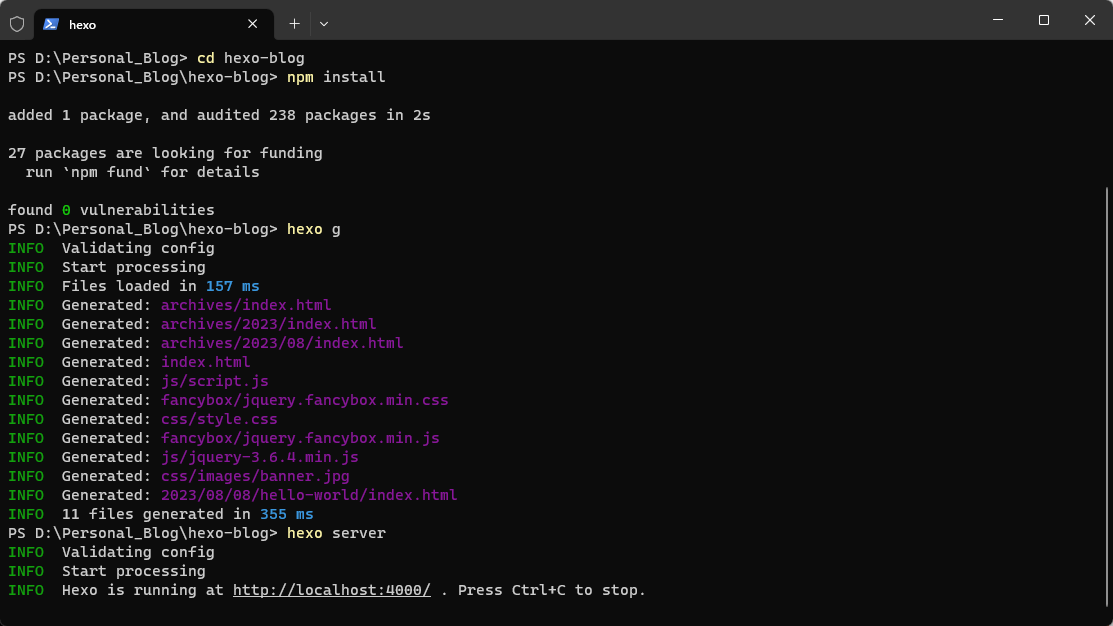 hexo
PS D:\Personal_Blog> cd hexo-blog
PS D:\Personal_Blog\hexo-blog> npm install
added 1 package, and audited 238 packages in 2s
27 packages are looking for funding
  run `npm fund` for details
found 0 vulnerabilities
PS D:\Personal_Blog\hexo-blog> hexo g
INFO  Validating config
INFO  Start processing
INFO  Files loaded in 157 ms
INFO  Generated: archives/index.html
INFO  Generated: archives/2023/index.html
INFO  Generated: archives/2023/08/index.html
INFO  Generated: index.html
INFO  Generated: js/script.js
INFO  Generated: fancybox/jquery.fancybox.min.css
INFO  Generated: css/style.css
INFO  Generated: fancybox/jquery.fancybox.min.js
INFO  Generated: js/jquery-3.6.4.min.js
INFO  Generated: css/images/banner.jpg
INFO  Generated: 2023/08/08/hello-world/index.html
INFO  11 files generated in 355 ms
PS D:\Personal_Blog\hexo-blog> hexo server
INFO  Validating config
INFO  Start processing
INFO  Hexo is running at http://localhost:4000/ . Press Ctrl+C to stop.